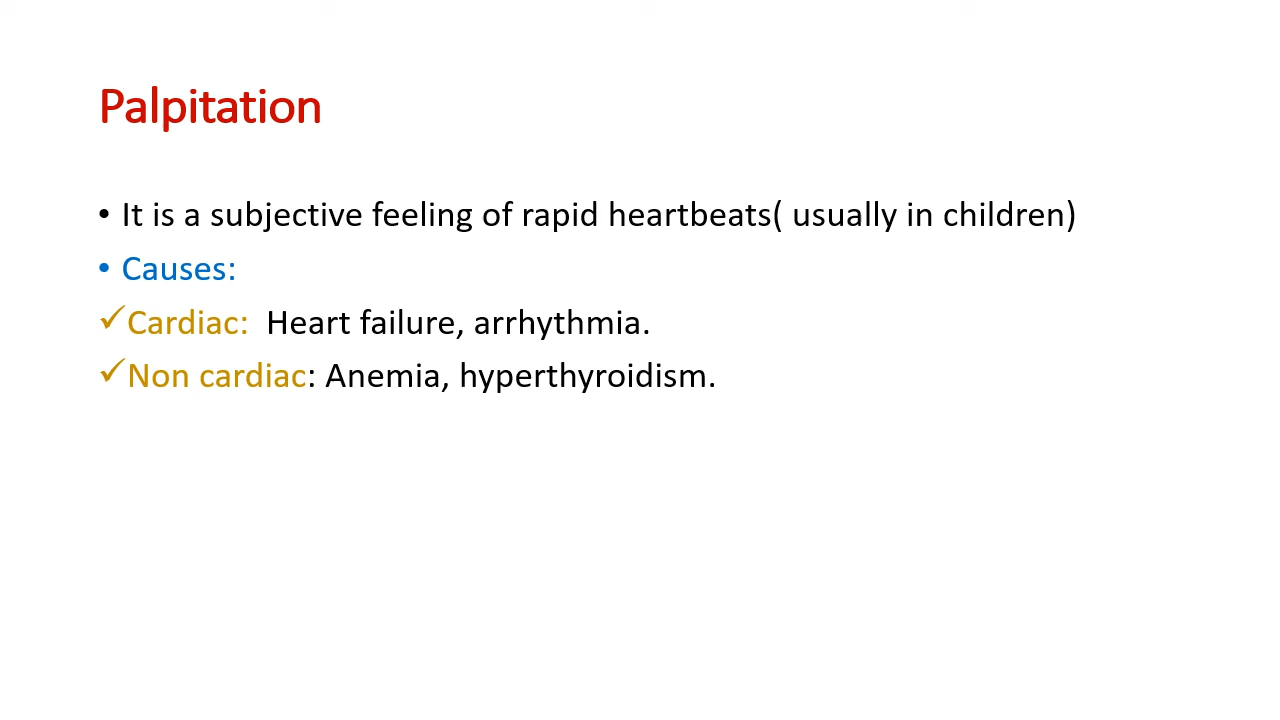 Palpitation
• It is a subjective feeling of rapid heartbeats( usually in children)
• Causes:
✓Cardiac:  Heart failure, arrhythmia.
✓Non cardiac: Anemia, hyperthyroidism.